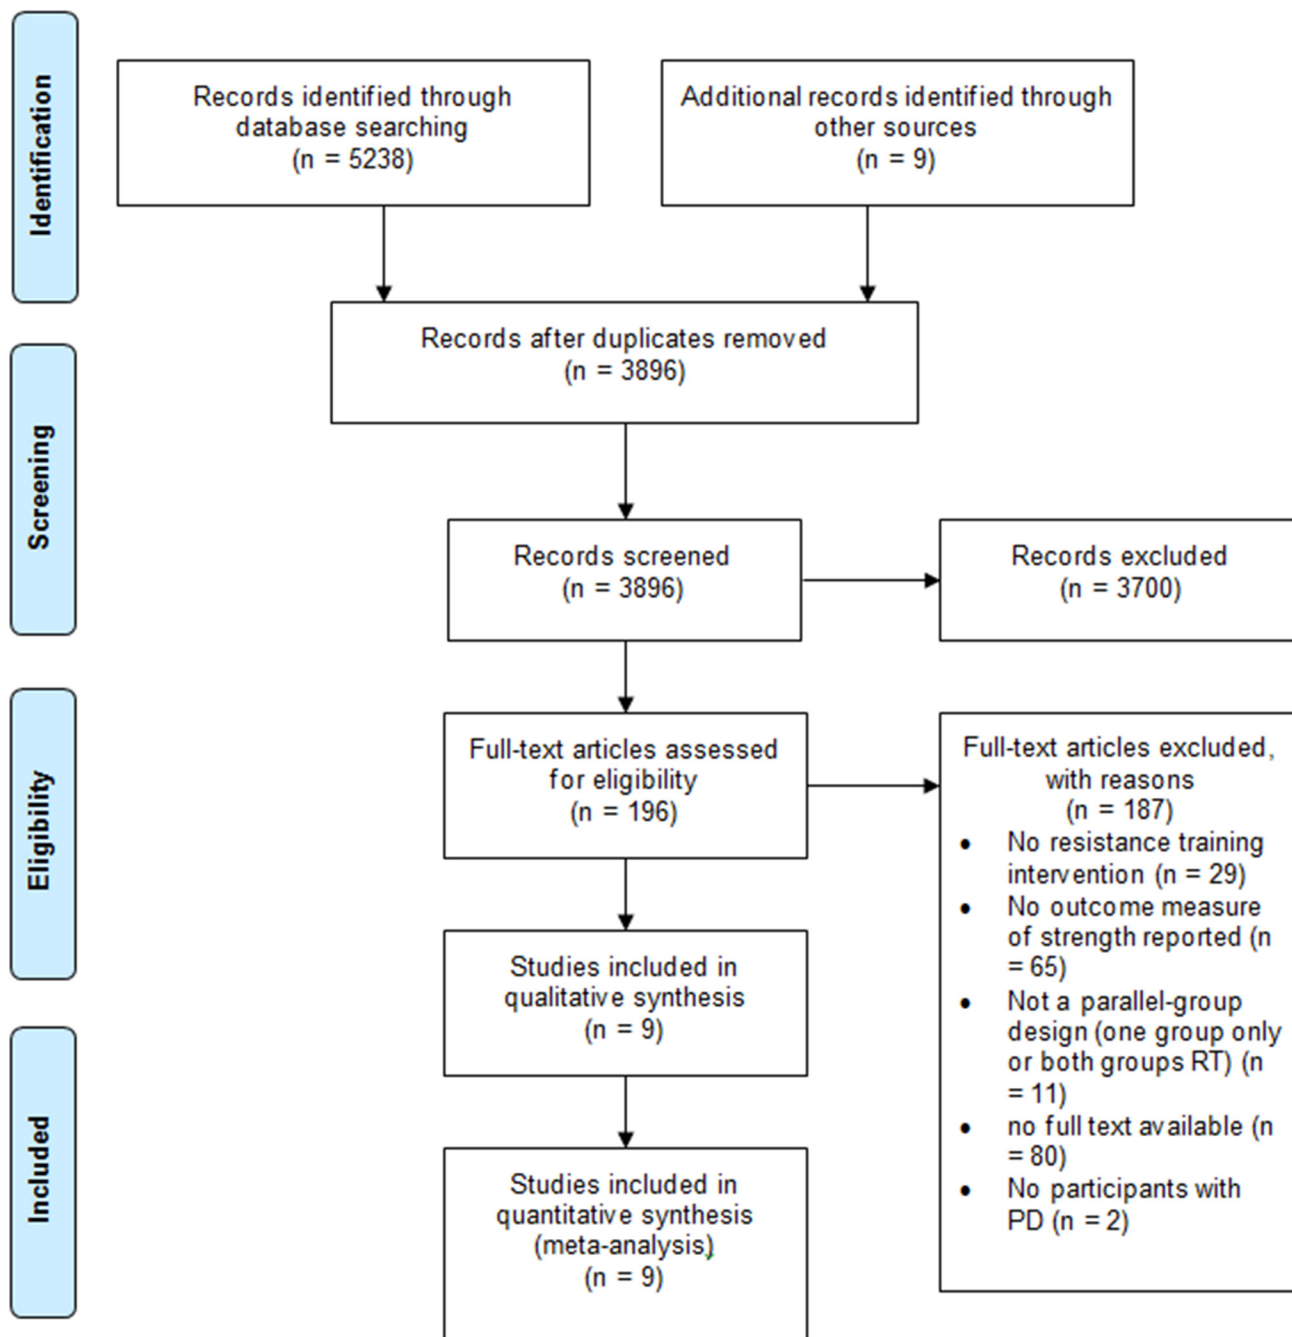 Identification
Records identified through
database searching
(n = 5238)
Additional records identified through
other sources
(n = 9)
Records after duplicates removed
(n = 3896)
Screening
Records screened
(n = 3896)
Records excluded
(n = 3700)
Eligibility
Full-text articles assessed
for eligibility
(n = 196)
Full-text articles excluded,
with reasons
(n = 187)
• No resistance training
intervention (n = 29)
• No outcome measure
of strength reported (n
= 65)
• Not a parallel-group
design (one group only
or both groups RT) (n
= 11)
• no full text available (n
= 80)
• No participants with
PD (n = 2)
Studies included in
qualitative synthesis
(n = 9)
Included
Studies included in
quantitative synthesis
(meta-analysis)
(n = 9)